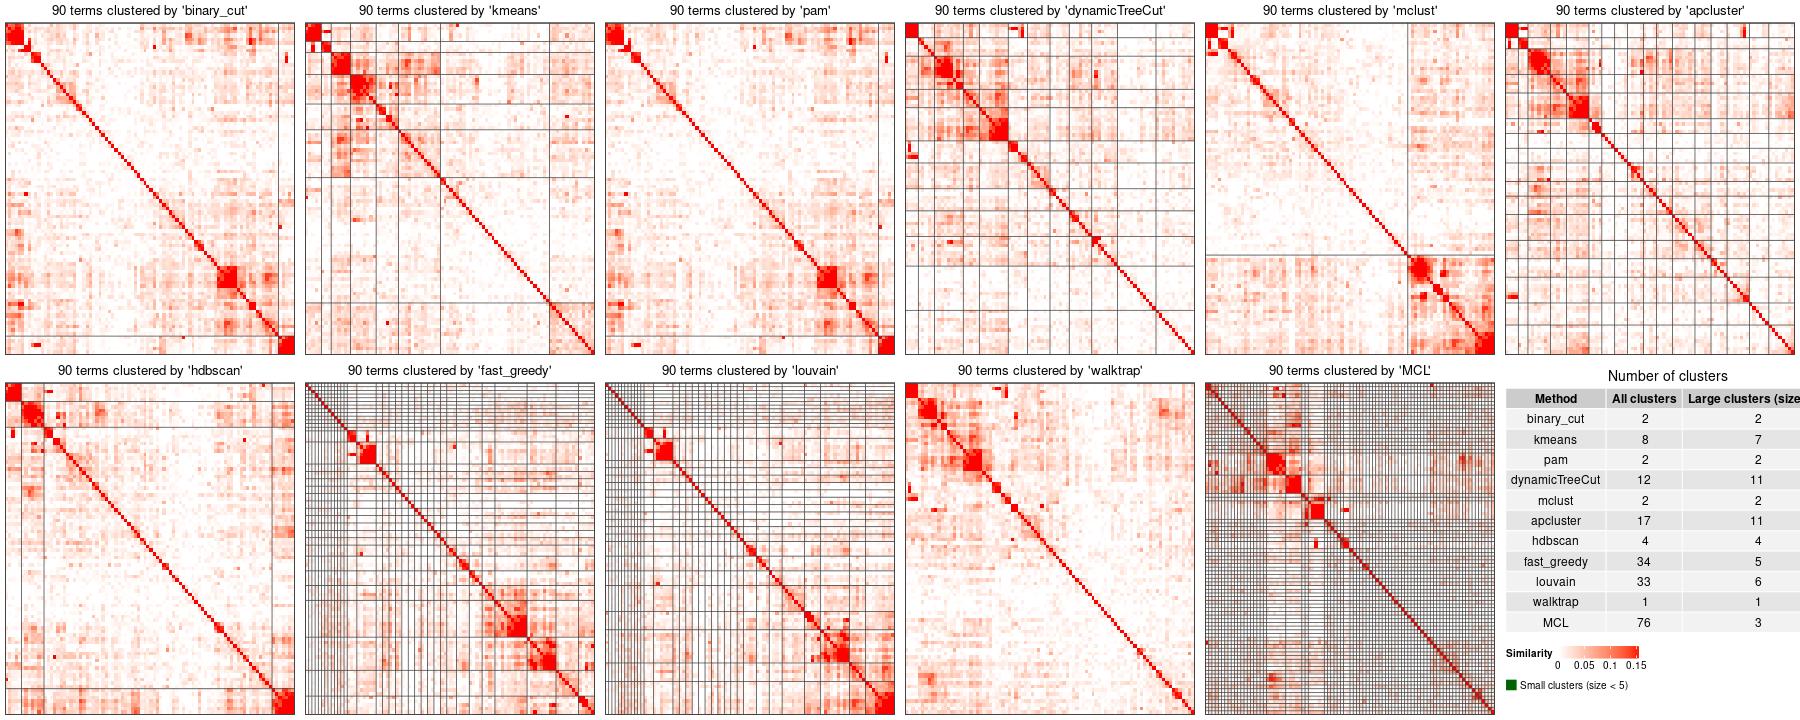 90 terms clustered by 'binary_cut'
90 terms clustered by 'kmeans'
90 terms clustered by 'pam'
90 terms clustered by 'dynamicTreeCut'
90 terms clustered by 'mclust'
90 terms clustered by 'apcluster'
90 terms clustered by 'hdbscan'
90 terms clustered by 'fast_greedy'
90 terms clustered by 'louvain'
90 terms clustered by 'walktrap'
90 terms clustered by 'MCL'
Number of clusters
Method All clusters Large clusters (size
binary_cut 2 2
kmeans 8 7
pam 2 2
dynamicTreeCut 12 11
mclust 2 2
apcluster 17 11
hdbscan 4 4
fast_greedy 34 5
louvain 33 6
walktrap 1 1
MCL 76 3
Similarity
0 0.05 0.1 0.15
Small clusters (size < 5)